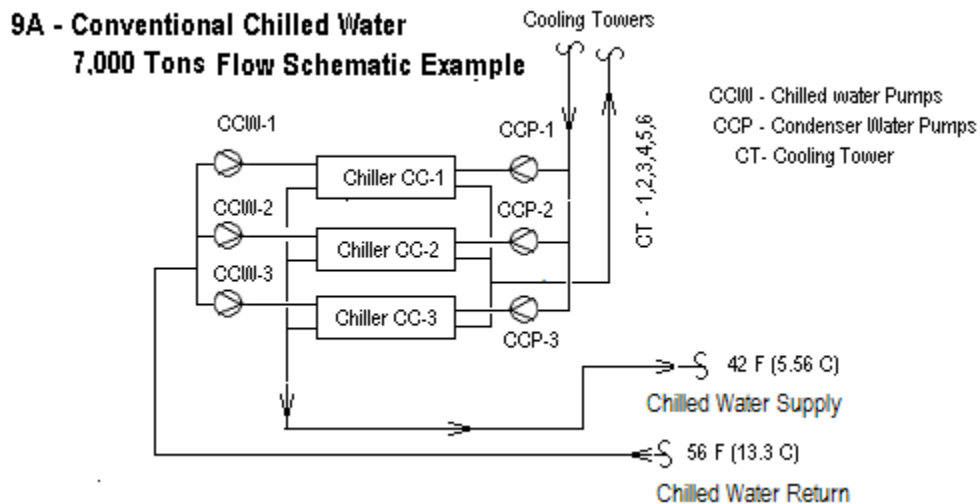 9A - Conventional Chilled Water
7,000 Tons Flow Schematic Example
Cooling Towers
CCW - Chilled water Pumps
CCP - Condenser Water Pumps
CT- Cooling Tower
CT - 1,2,3,4,5,6
CCW-1
CCP-1
Chiller CC-1
CCW-2
CCP-2
Chiller CC-2
CCW-3
Chiller CC-3
CCP-3
42 F (5.56 C)
Chilled Water Supply
56 F (13.3 C)
Chilled Water Return